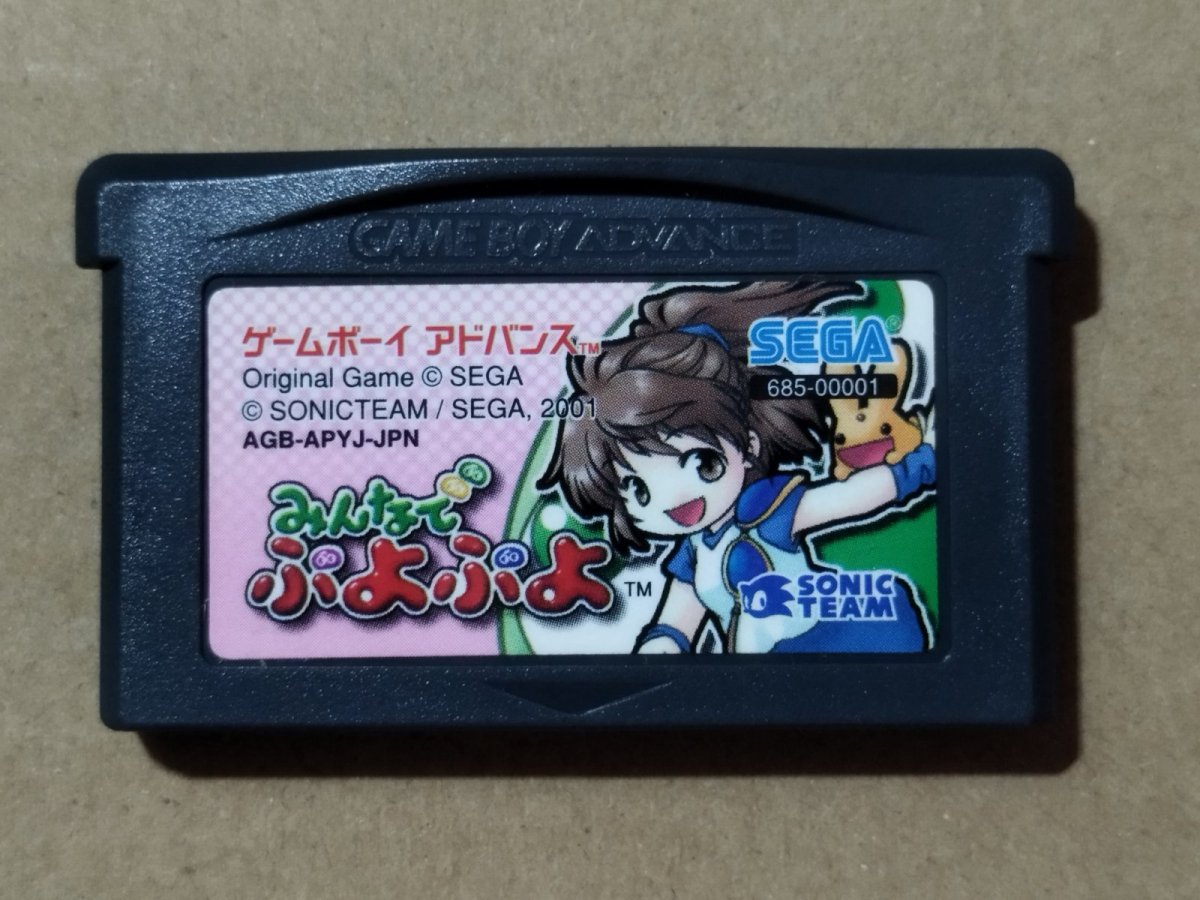 GAME BOY ADVANCE
ゲームボーイ アドバンス™
Original Game © SEGA
© SONICTEAM / SEGA, 2001
AGB-APYJ-JPN
みんなで
ぷよぷよ™
SEGA®
685-00001
SONIC
TEAM